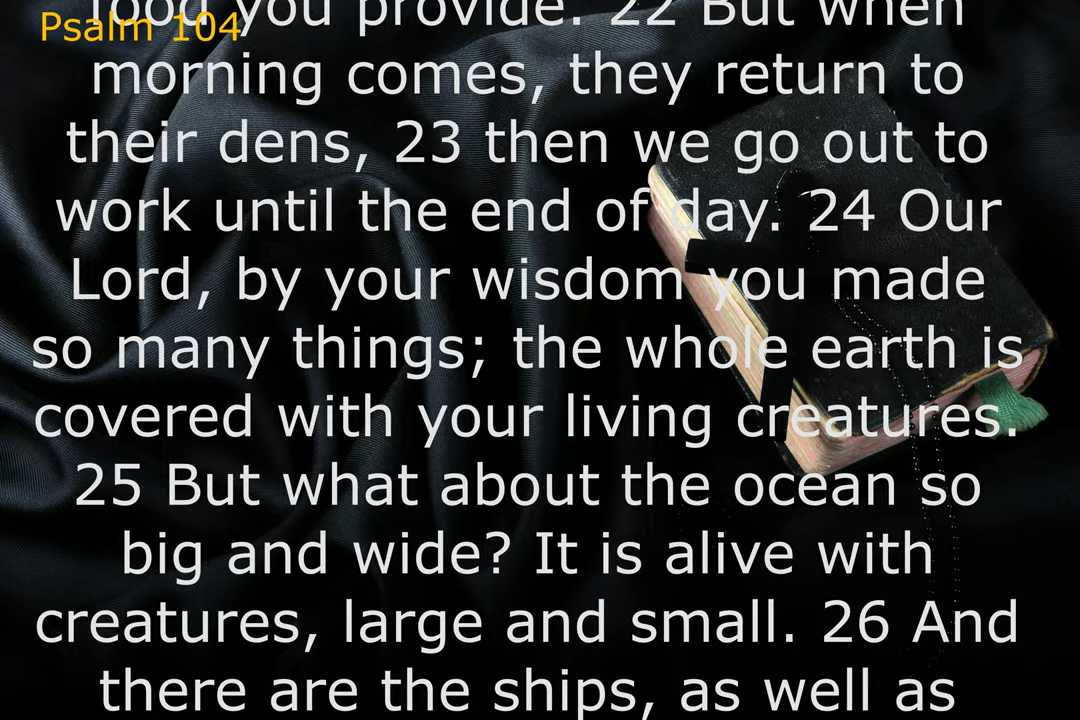 food you provide. 22 But when
Psalm 104
morning comes, they return to
their dens, 23 then we go out to
work until the end of day. 24 Our
Lord, by your wisdom you made
so many things; the whole earth is
covered with your living creatures.
25 But what about the ocean so
big and wide? It is alive with
creatures, large and small. 26 And
there are the ships, as well as